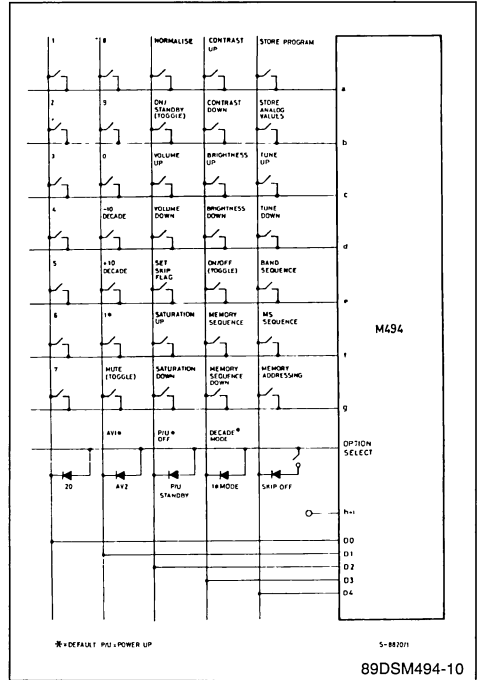 1 8 NORMALISE CONTRAST UP STORE PROGRAM
a
2 9 ON/ STANDBY (TOGGLE) CONTRAST DOWN STORE ANALOG VALUES
b
3 0 VOLUME UP BRIGHTNESS UP TUNE UP
c
4 -10 DECADE VOLUME DOWN BRIGHTNESS DOWN TUNE DOWN
d
5 +10 DECADE SET SKIP FLAG ON/OFF (TOGGLE) BAND SEQUENCE
e
6 1* SATURATION UP MEMORY SEQUENCE MS SEQUENCE
M494
f
7 MUTE (TOGGLE) SATURATION DOWN MEMORY SEQUENCE DOWN MEMORY ADDRESSING
g
AV1* P/U* OFF DECADE* MODE
OPTION SELECT
20 AV2 P/U STANDBY 1*MODE SKIP OFF
D0
D1
D2
D3
D4
*=DEFAULT P/U=POWER UP
S-8870/1
89DSM494-10